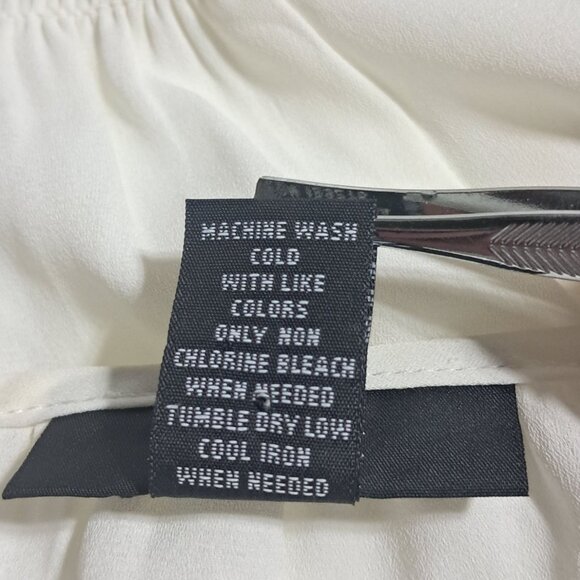 MACHINE WASH
COLD
WITH LIKE
COLORS
ONLY NON
CHLORINE BLEACH
WHEN NEEDED
TUMBLE DRY LOW
COOL IRON
WHEN NEEDED